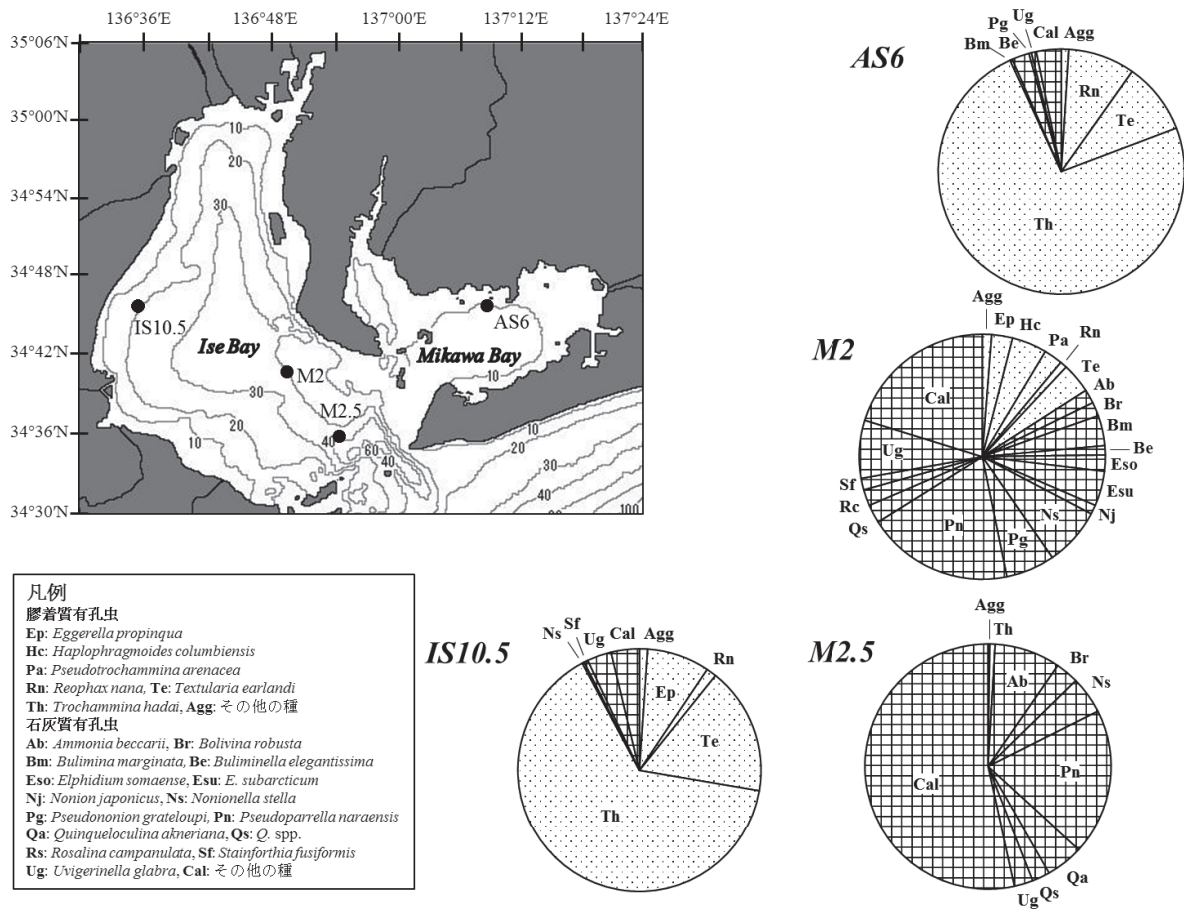 136°36′E 136°48′E 137°00′E 137°12′E 137°24′E
35°06′N
35°00′N
34°54′N
34°48′N
34°42′N
34°36′N
34°30′N
10
20
30
IS10.5
Ise Bay
M2
M2.5
AS6
Mikawa Bay
10
30
20
10
40
60
40
10
20
30
40
100
AS6
Bm Pg Be Ug Cal Agg
Rn
Te
Th
M2
Agg
Ep
Hc
Pa
Rn
Te
Ab
Br
Bm
Be
Eso
Esu
Nj
Ns
Pg
Pn
Qs
Rc
Sf
Ug
Cal
凡例
膠着質有孔虫
Ep: Eggerella propinqua
Hc: Haplophragmoides columbiensis
Pa: Pseudotrochammina arenacea
Rn: Reophax nana, Te: Textularia earlandi
Th: Trochammina hadai, Agg: その他の種
石灰質有孔虫
Ab: Ammonia beccarii, Br: Bolivina robusta
Bm: Bulimina marginata, Be: Buliminella elegantissima
Eso: Elphidium somaense, Esu: E. subarcticum
Nj: Nonion japonicus, Ns: Nonionella stella
Pg: Pseudononion grateloupi, Pn: Pseudoparrella naraensis
Qa: Quinqueloculina akneriana, Qs: Q. spp.
Rs: Rosalina campanulata, Sf: Stainforthia fusiformis
Ug: Uvigerinella glabra, Cal: その他の種
IS10.5
Ns Sf Ug Cal Agg
Ep
Rn
Te
Th
M2.5
Agg
Th
Ab
Br
Ns
Pn
Qa
Qs
Ug
Cal